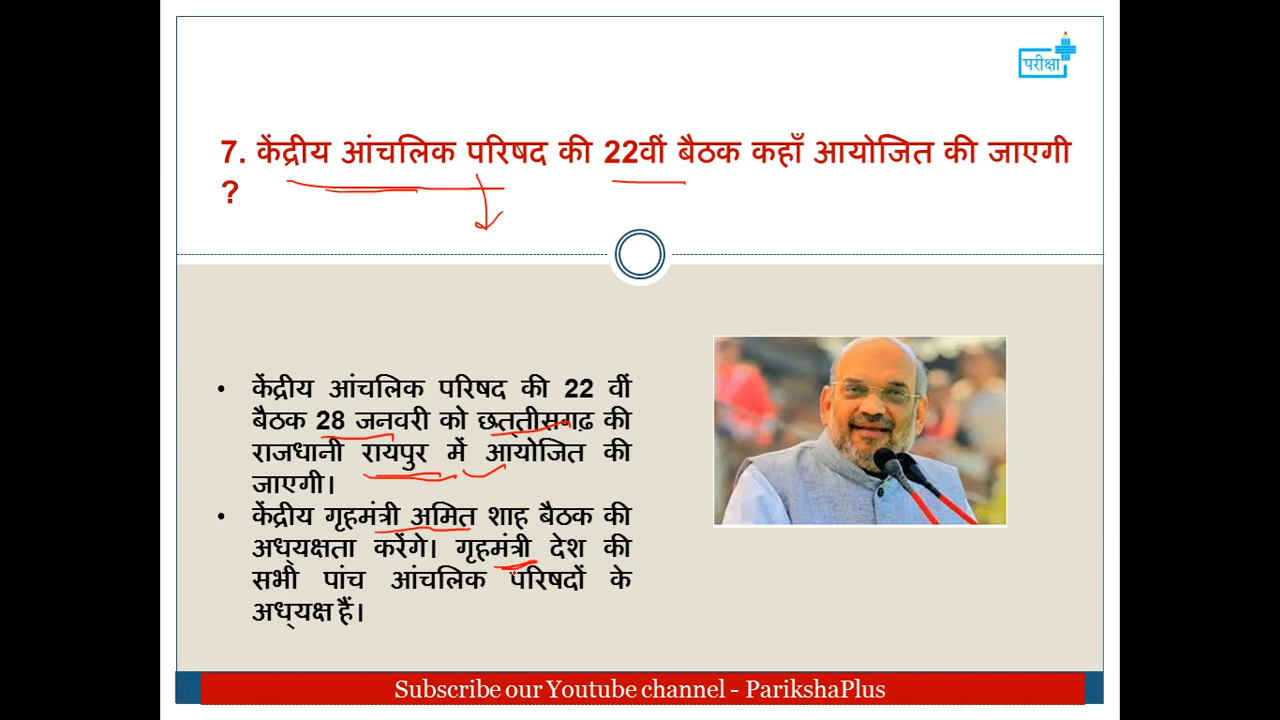 परीक्षा
7. केंद्रीय आंचलिक परिषद की 22वीं बैठक कहाँ आयोजित की जाएगी
?
• केंद्रीय आंचलिक परिषद की 22 वीं
बैठक 28 जनवरी को छत्तीसगढ़ की
राजधानी रायपुर में आयोजित की
जाएगी।
• केंद्रीय गृहमंत्री अमित शाह बैठक की
अध्यक्षता करेंगे। गृहमंत्री देश की
सभी पांच आंचलिक परिषदों के
अध्यक्ष हैं।
Subscribe our Youtube channel - ParikshaPlus